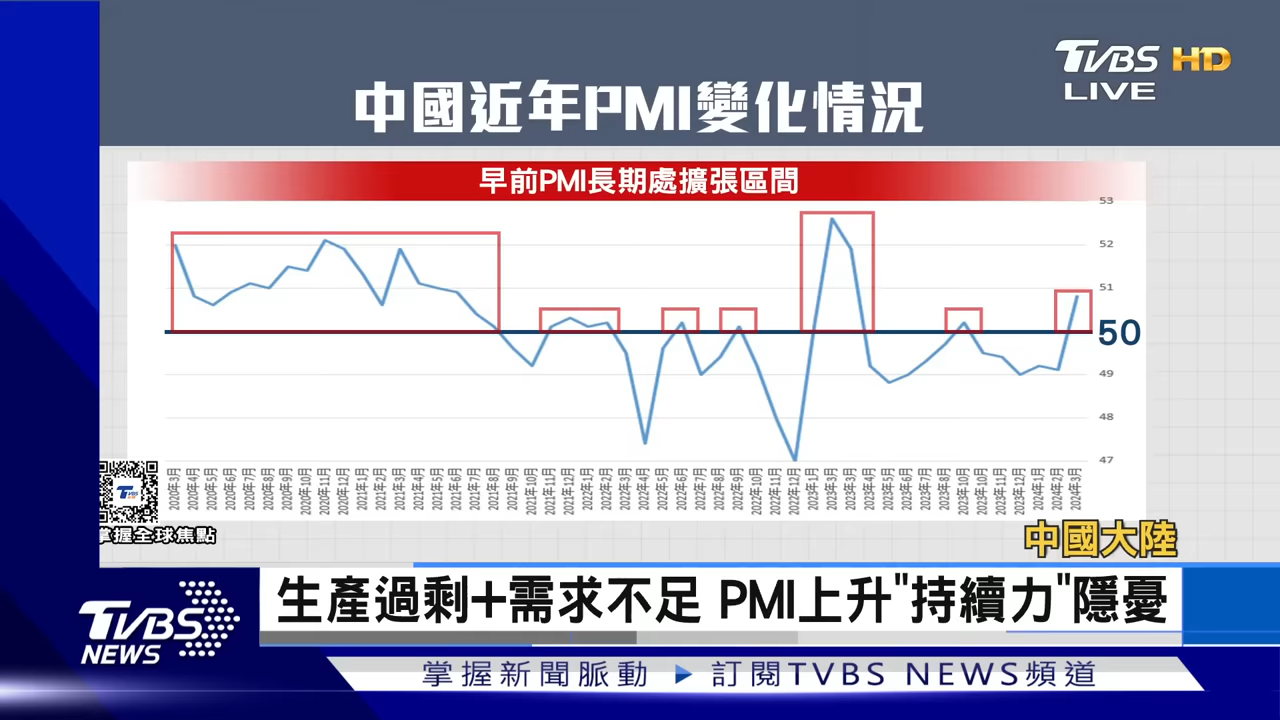 TVBS HD
LIVE
中國近年PMI變化情況
早前PMI長期處擴張區間
53
52
51
50
49
48
47
2020年3月
2020年4月
2020年5月
2020年6月
2020年7月
2020年8月
2020年9月
2020年10月
2020年11月
2020年12月
2021年1月
2021年2月
2021年3月
2021年4月
2021年5月
2021年6月
2021年7月
2021年8月
2021年9月
2021年10月
2021年11月
2021年12月
2022年1月
2022年2月
2022年3月
2022年4月
2022年5月
2022年6月
2022年7月
2022年8月
2022年9月
2022年10月
2022年11月
2022年12月
2023年1月
2023年3月
2023年3月
2023年4月
2023年5月
2023年6月
2023年7月
2023年8月
2023年10月
2023年10月
2023年11月
2023年12月
2024年1月
2024年2月
2024年3月
TVBS
掌握全球焦點
中國大陸
生產過剩+需求不足 PMI上升"持續力"隱憂
TVBS
NEWS
掌握新聞脈動 ▶ 訂閱TVBS NEWS頻道